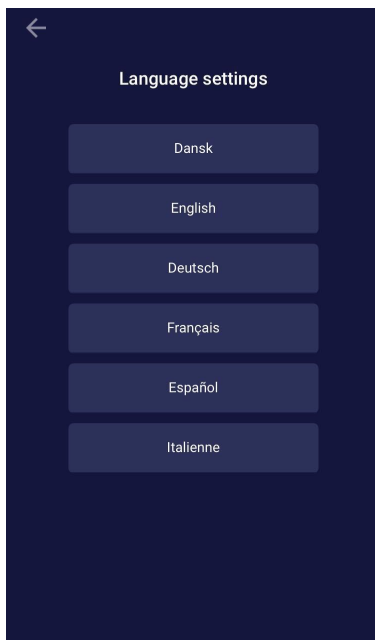 Language settings
Dansk
English
Deutsch
Français
Español
Italienne